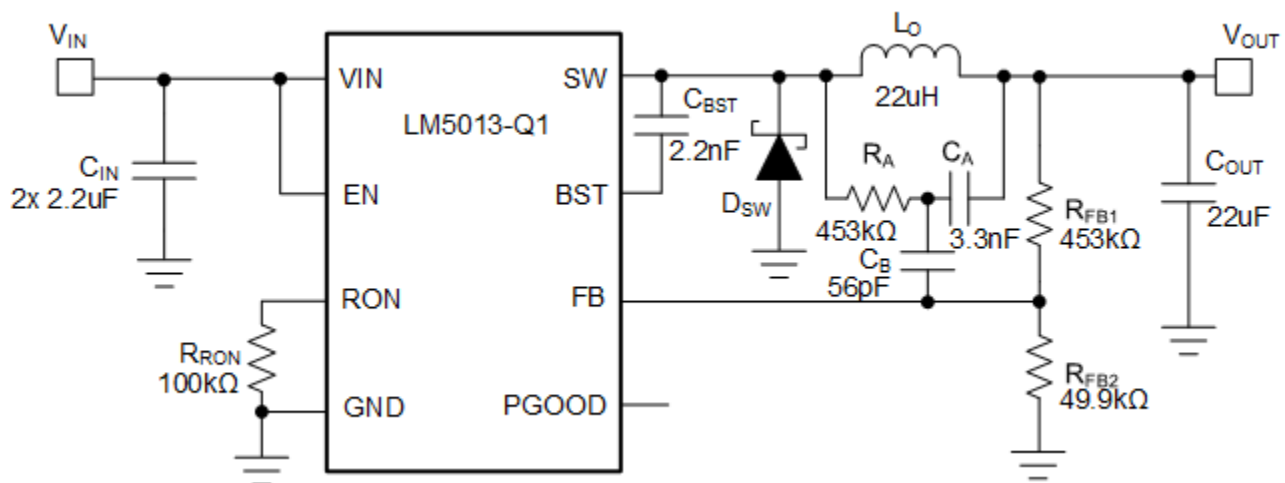 VIN
CIN
2x 2.2uF
VIN
EN
RON
GND
LM5013-Q1
SW
BST
FB
PGOOD
RRON
100kΩ
CBST
2.2nF
DSW
LO
22uH
RA
453kΩ
CA
3.3nF
CB
56pF
RFB1
453kΩ
RFB2
49.9kΩ
VOUT
COUT
22uF